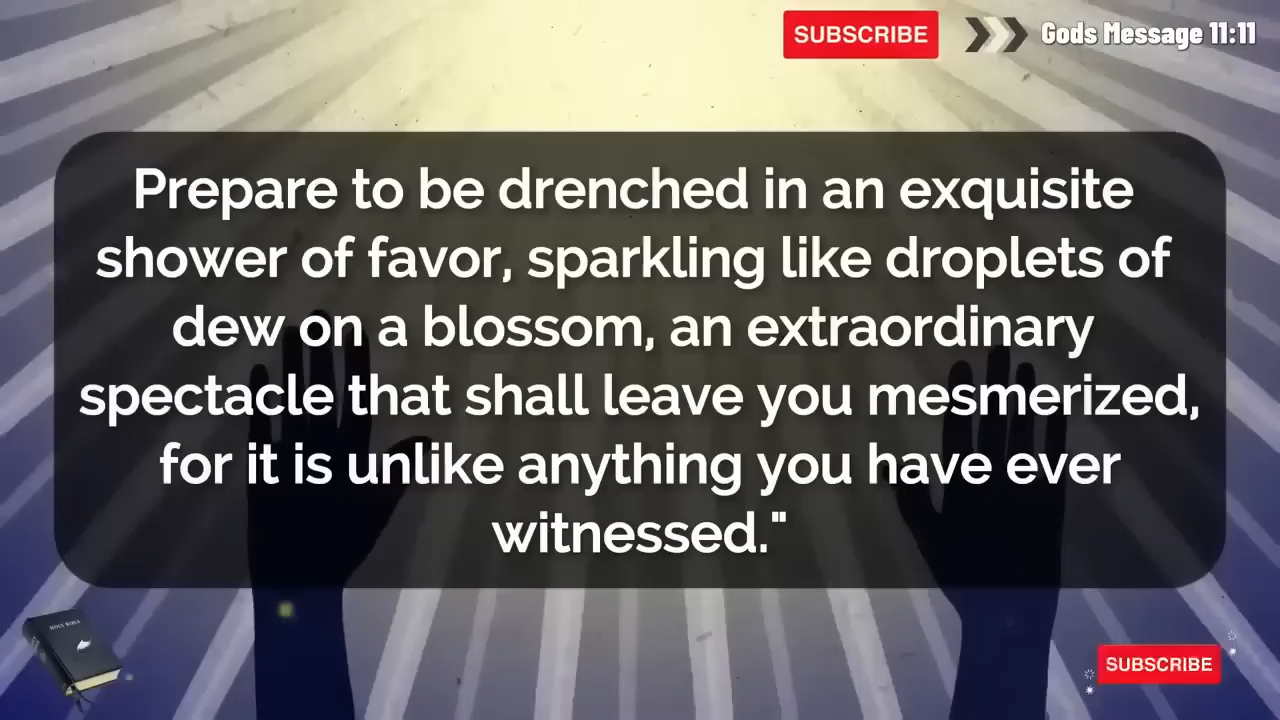 SUBSCRIBE
Gods Message 11:11
Prepare to be drenched in an exquisite
shower of favor, sparkling like droplets of
dew on a blossom, an extraordinary
spectacle that shall leave you mesmerized,
for it is unlike anything you have ever
witnessed."
HOLY BIBLE
SUBSCRIBE